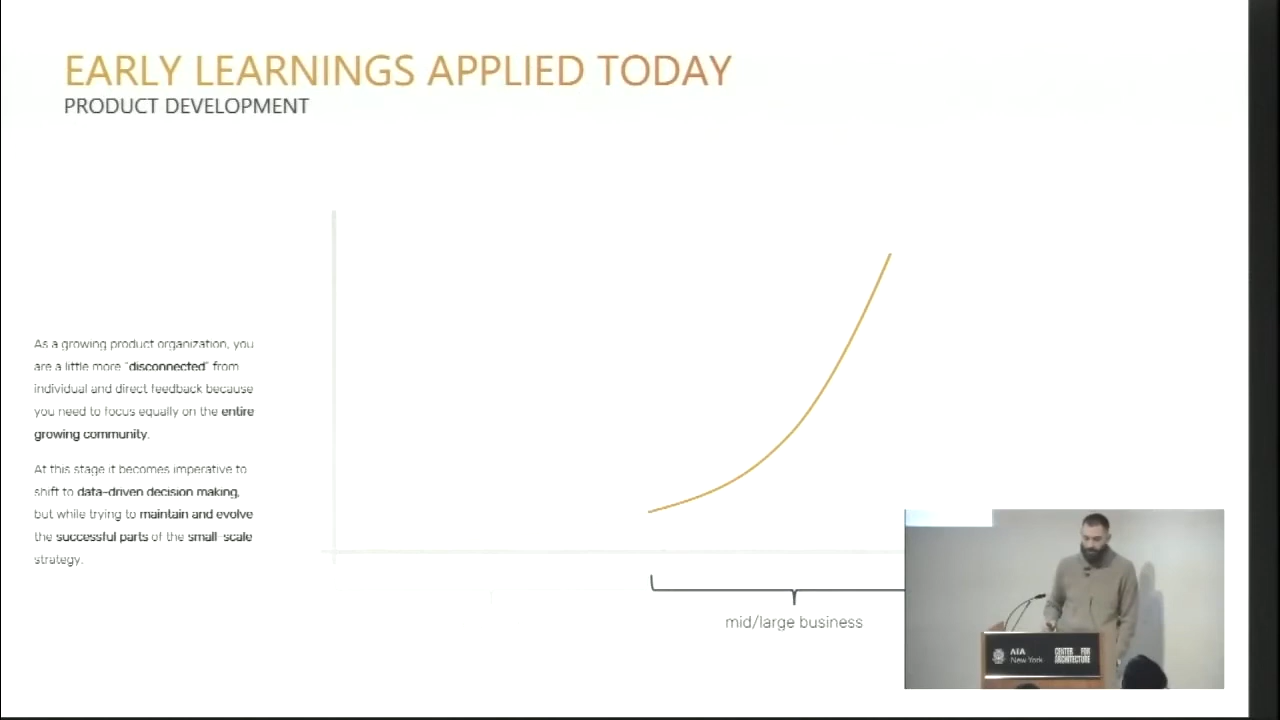 EARLY LEARNINGS APPLIED TODAY
PRODUCT DEVELOPMENT
As a growing product organization, you
are a little more "disconnected" from
individual and direct feedback because
you need to focus equally on the entire
growing community.
At this stage it becomes imperative to
shift to data-driven decision making,
but while trying to maintain and evolve
the successful parts of the small-scale
strategy.
mid/large business
AIA
New York
CENTER FOR
ARCHITECTURE